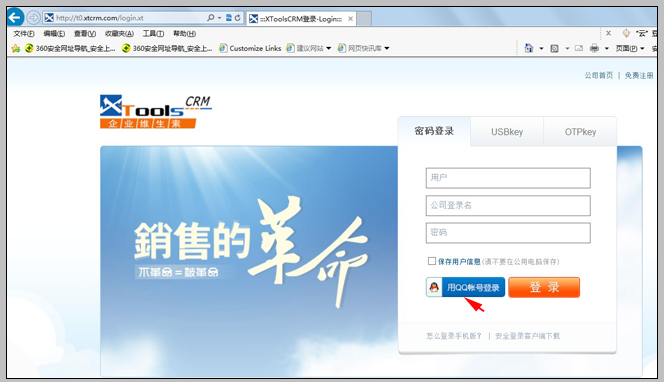 http://t0.xtcrm.com/login.xt
:::XToolsCRM登录-Login:::
文件(F) 编辑(E) 查看(V) 收藏夹(A) 工具(T) 帮助(H)
360安全网址导航_安全上... 360安全网址导航_安全上... Customize Links 建议网站 网页快讯库 页面(P)
公司首页 | 免费注册
XTools CRM
企业维生素
密码登录 USBkey OTPkey
用户
公司登录名
密码
保存用户信息(请不要在公用电脑保存)
用QQ帐号登录 登 录
怎么登录手机版? | 安全登录客户端下载
銷售的革命
不革命=被革命